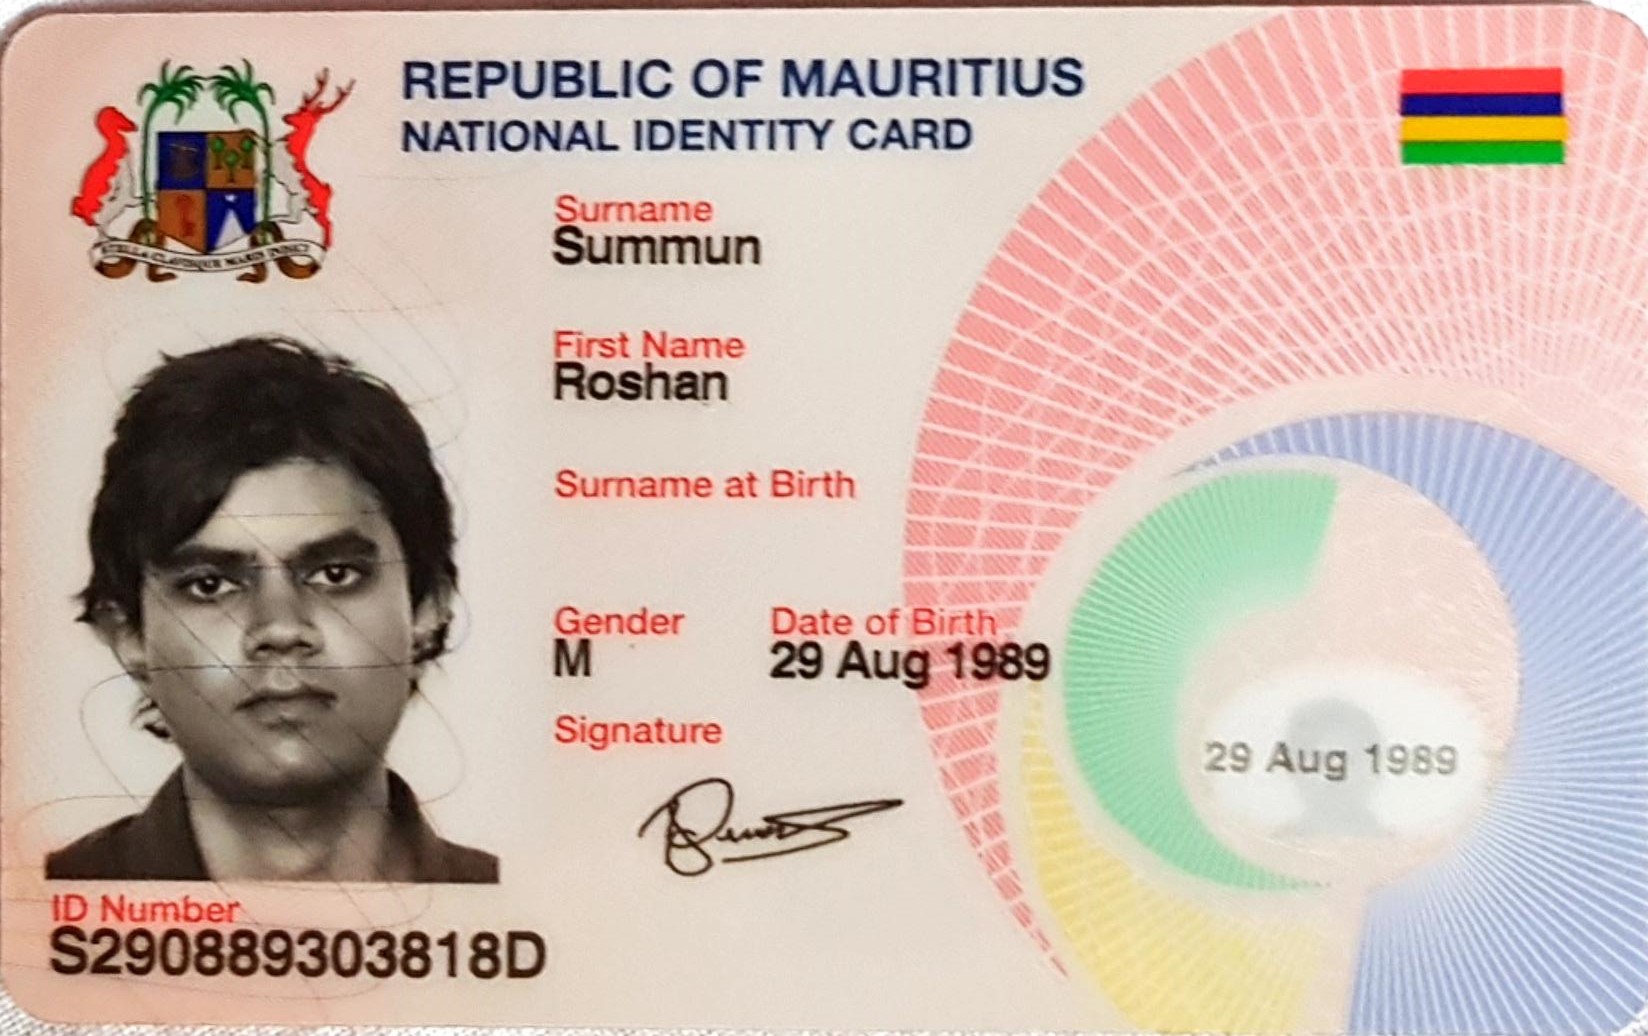 REPUBLIC OF MAURITIUS
NATIONAL IDENTITY CARD
STELLA CLAVISQUE MARIS INDICI
Surname
Summun
First Name
Roshan
Surname at Birth
Gender
M
Date of Birth
29 Aug 1989
29 Aug 1989
Signature
ID Number
S290889303818D